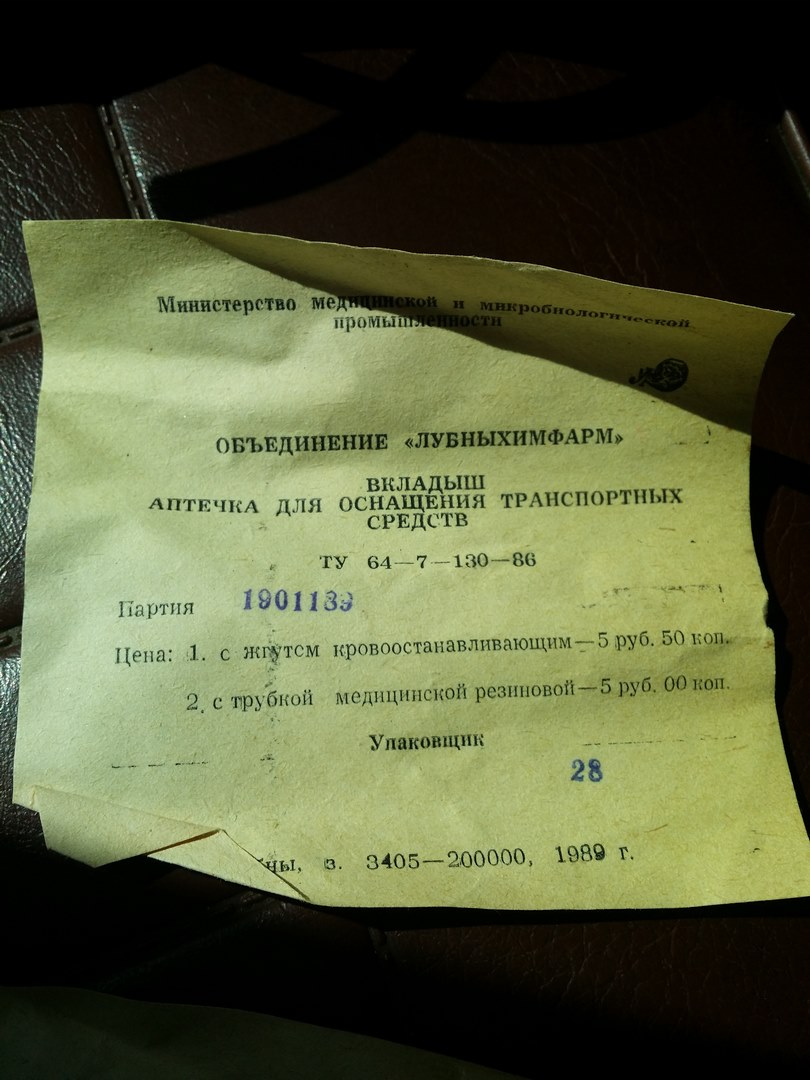 Министерство медицинской и микробиологической
промышленности
ОБЪЕДИНЕНИЕ «ЛУБНЫХИМФАРМ»
ВКЛАДЫШ
АПТЕЧКА ДЛЯ ОСНАЩЕНИЯ ТРАНСПОРТНЫХ
СРЕДСТВ
ТУ 64—7—130—86
Партия 1901189
Цена: 1. с жгутом кровоостанавливающим—5 руб. 50 коп.
2. с трубкой медицинской резиновой—5 руб. 00 коп.
Упаковщик
28
з. 3405—200000, 1989 г.